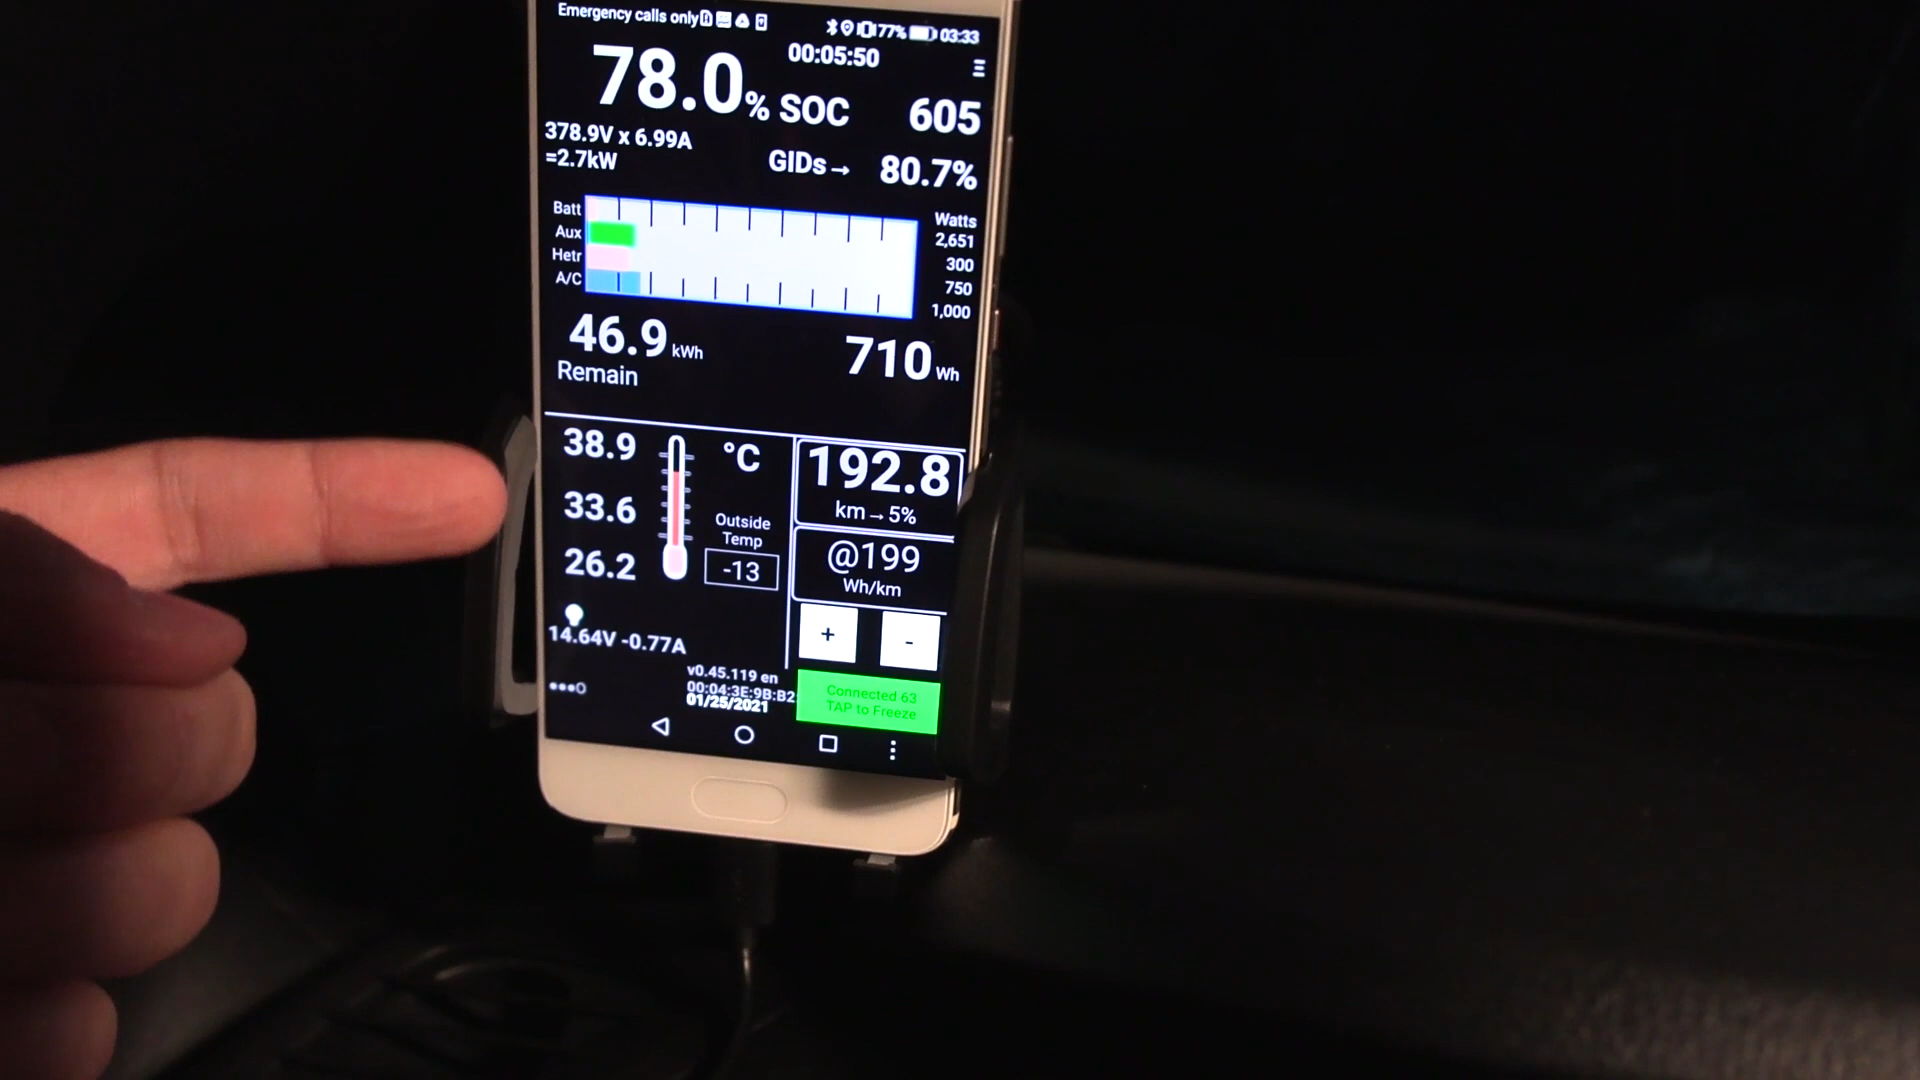 Emergency calls only 77% 03:33
00:05:50
78.0% SOC 605
378.9V x 6.99A
=2.7kW
GIDs→ 80.7%
Watts
Batt 2,651
Aux 300
Hetr 750
A/C 1,000
46.9 kWh
Remain
710 Wh
38.9
33.6
26.2
°C
Outside
Temp
-13
192.8
km→5%
@199
Wh/km
+ -
14.64V -0.77A
v0.45.119 en
00:04:3E:9B:B2
01/25/2021
Connected 63
TAP to Freeze